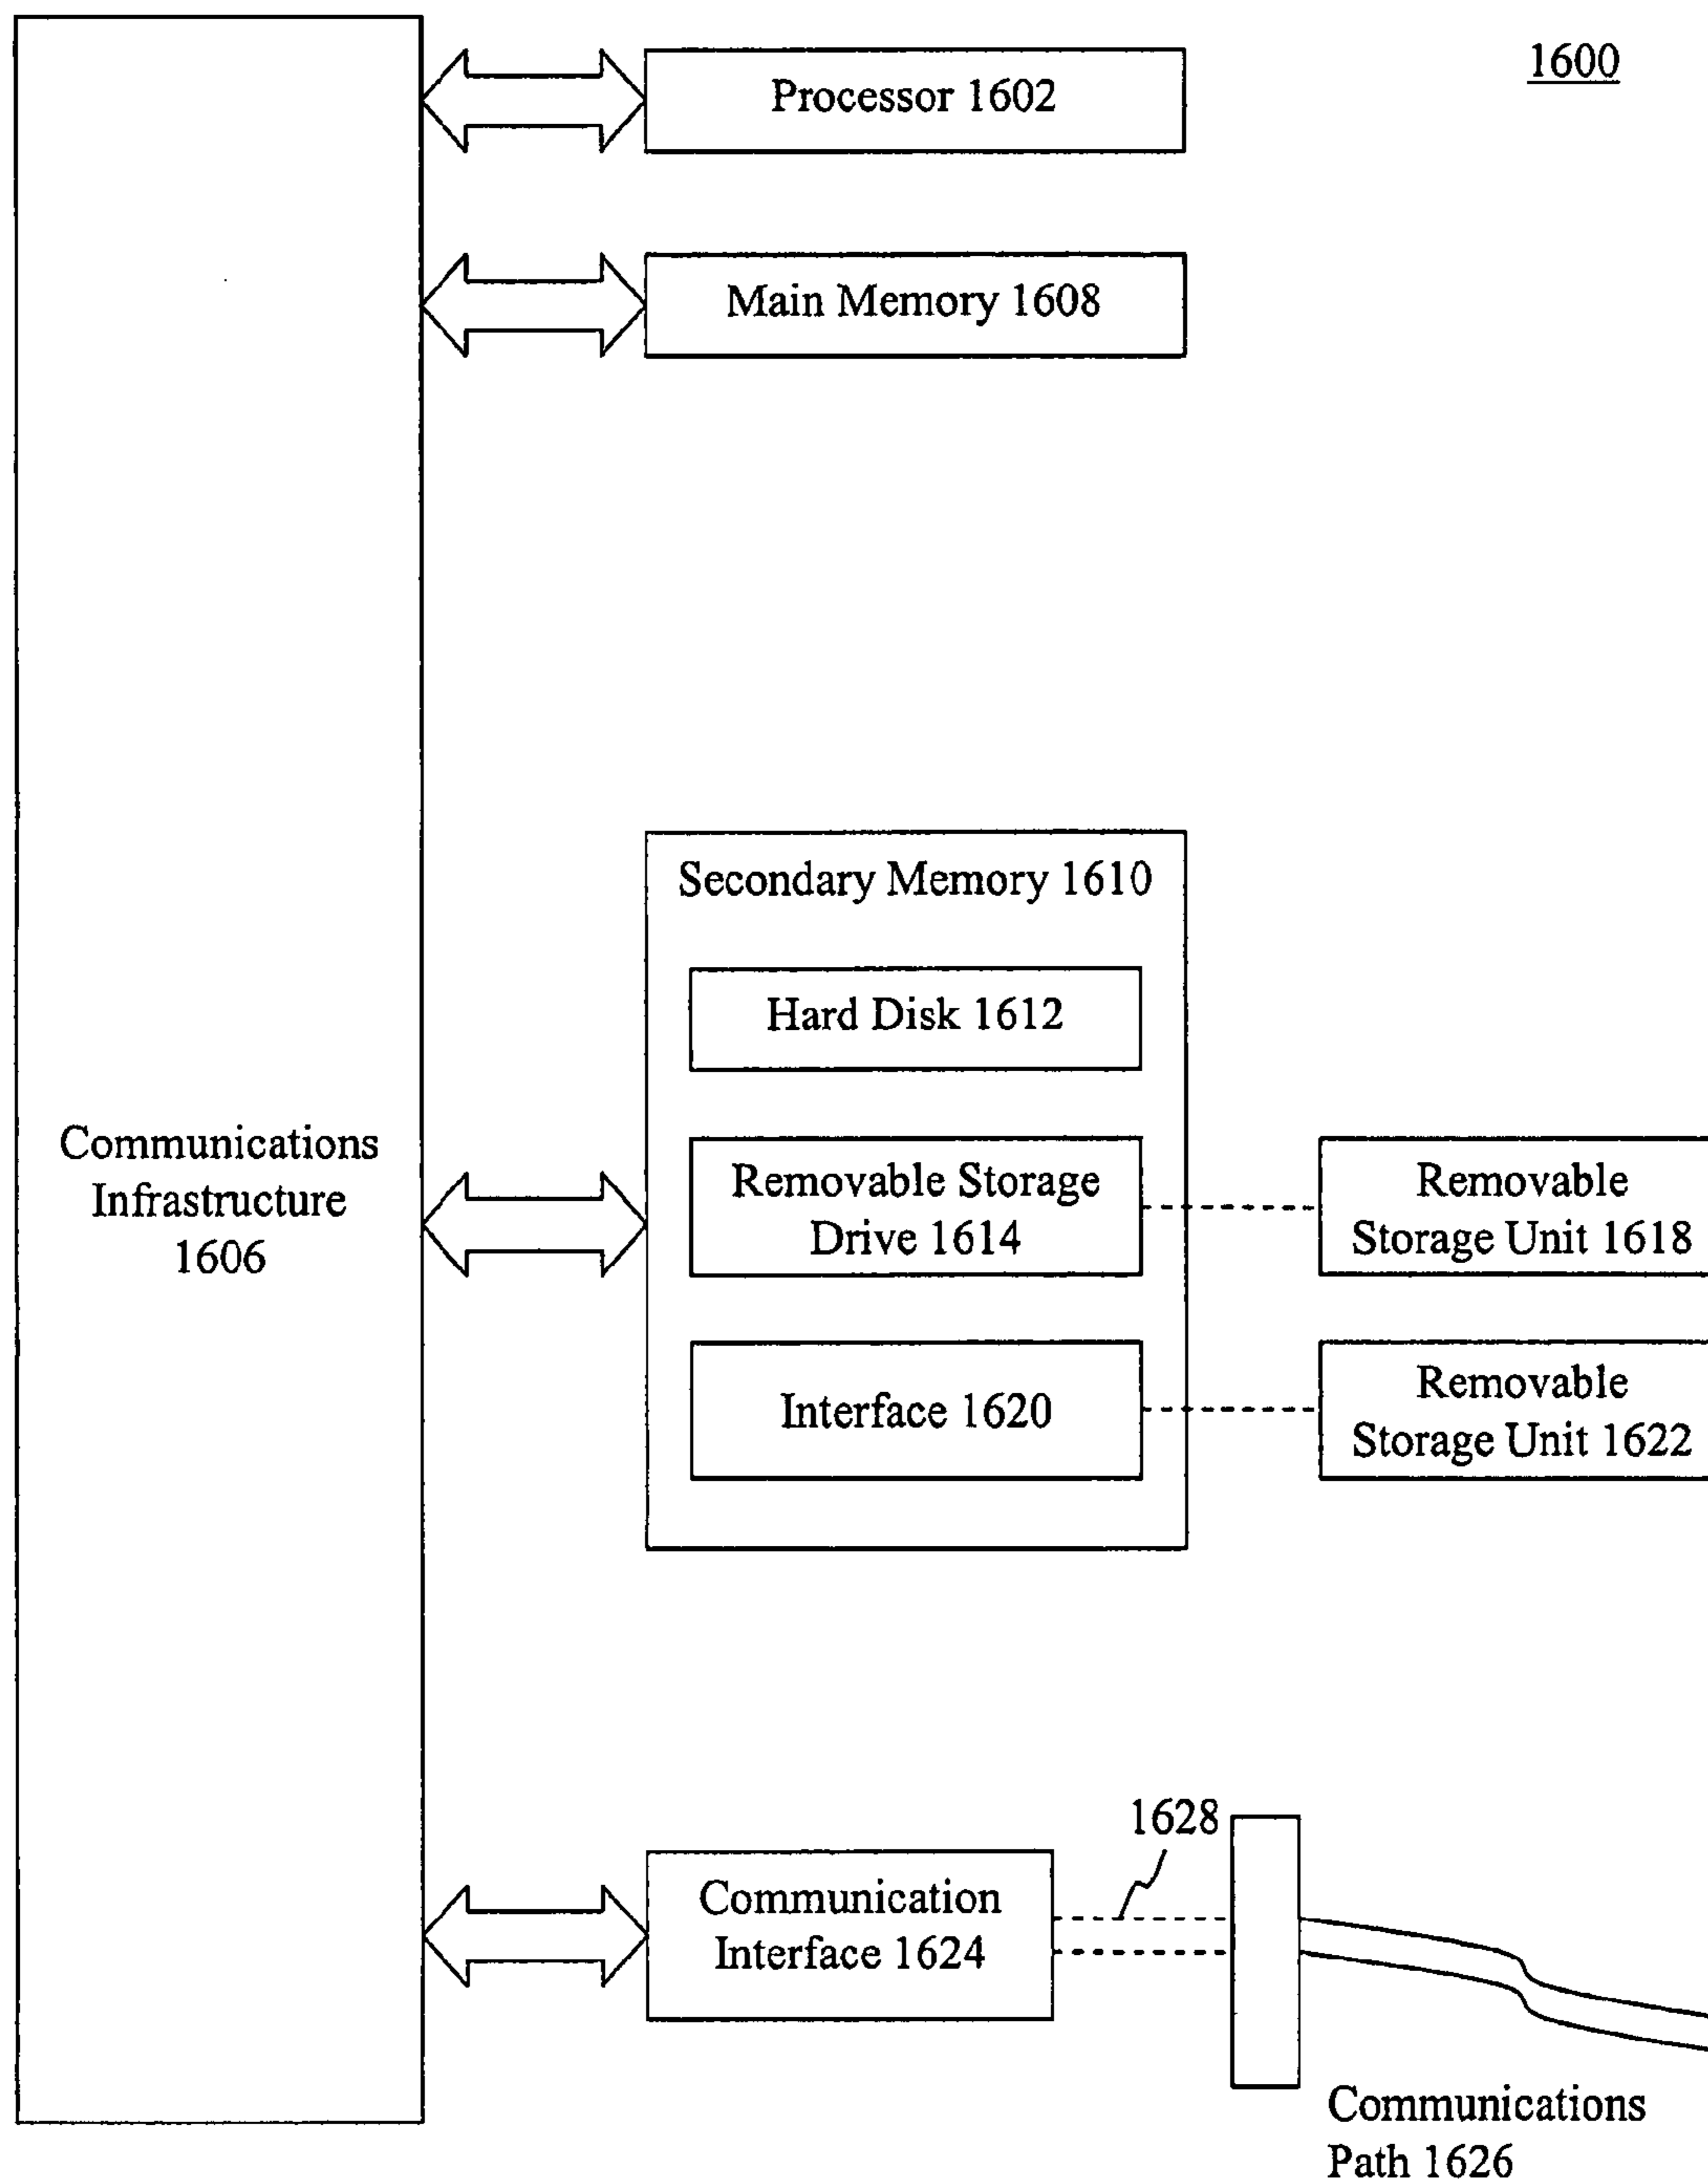 1600
Processor 1602
Main Memory 1608
Secondary Memory 1610
Hard Disk 1612
Communications
Infrastructure
1606
Removable Storage
Drive 1614
Removable
Storage Unit 1618
Interface 1620
Removable
Storage Unit 1622
1628
Communication
Interface 1624
Communications
Path 1626